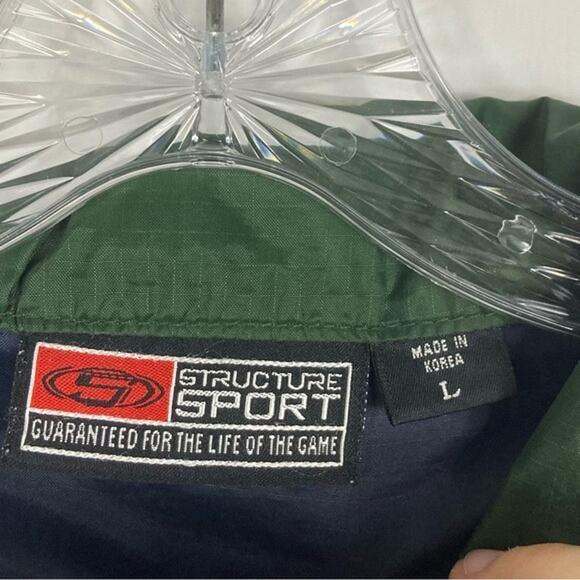 STRUCTURE
SPORT
GUARANTEED FOR THE LIFE OF THE GAME
MADE IN
KOREA
L